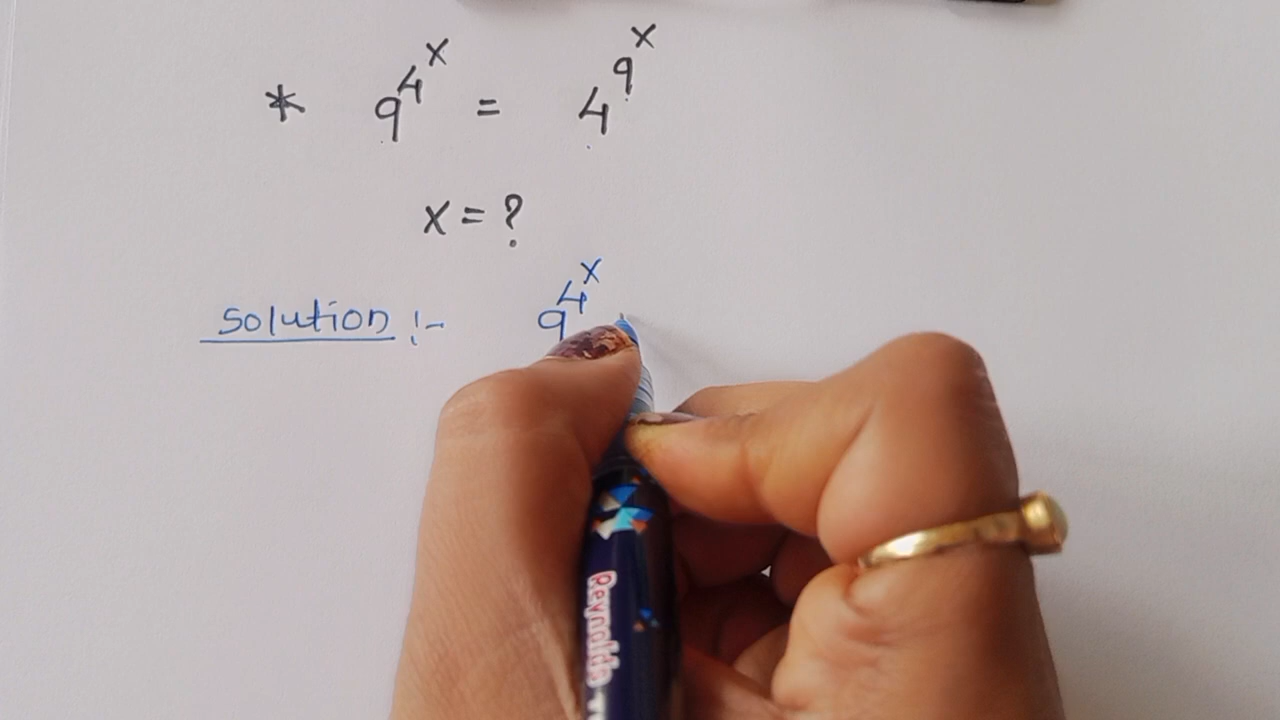 * 9^4^x = 4^9^x
x = ?
Solution :- 9^4^x
Reynolds